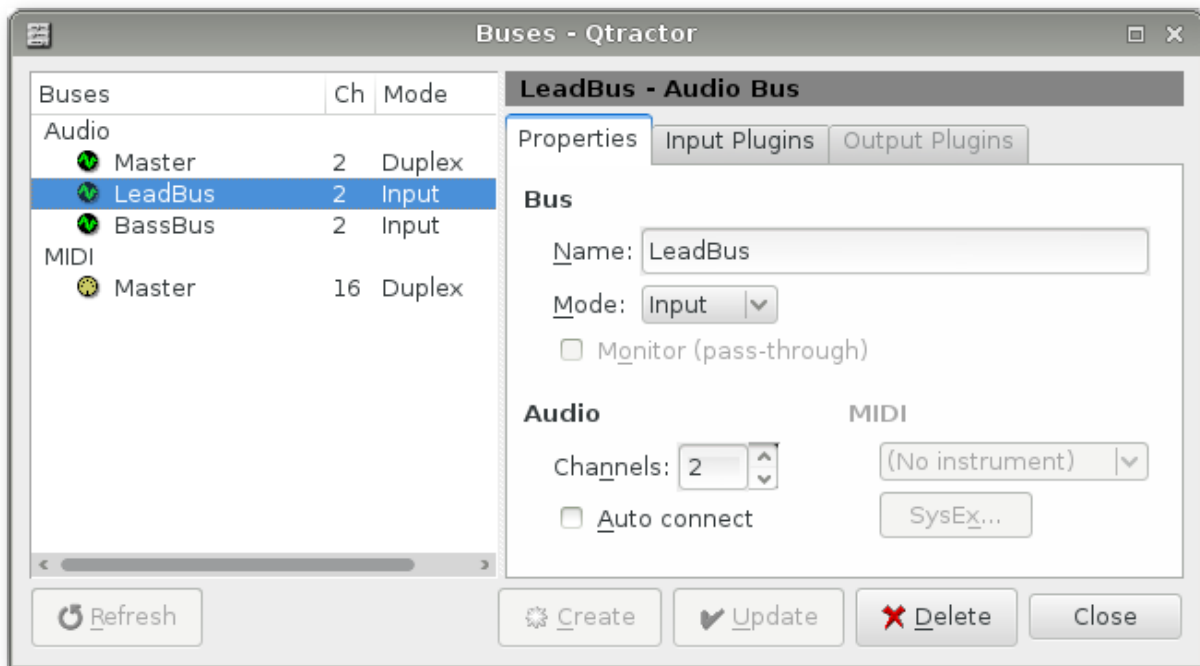 Buses - Qtractor
Buses Ch Mode
Audio
Master 2 Duplex
LeadBus 2 Input
BassBus 2 Input
MIDI
Master 16 Duplex
LeadBus - Audio Bus
Properties Input Plugins Output Plugins
Bus
Name: LeadBus
Mode: Input
Monitor (pass-through)
Audio MIDI
Channels: 2 (No instrument)
Auto connect SysEx...
Refresh Create Update Delete Close